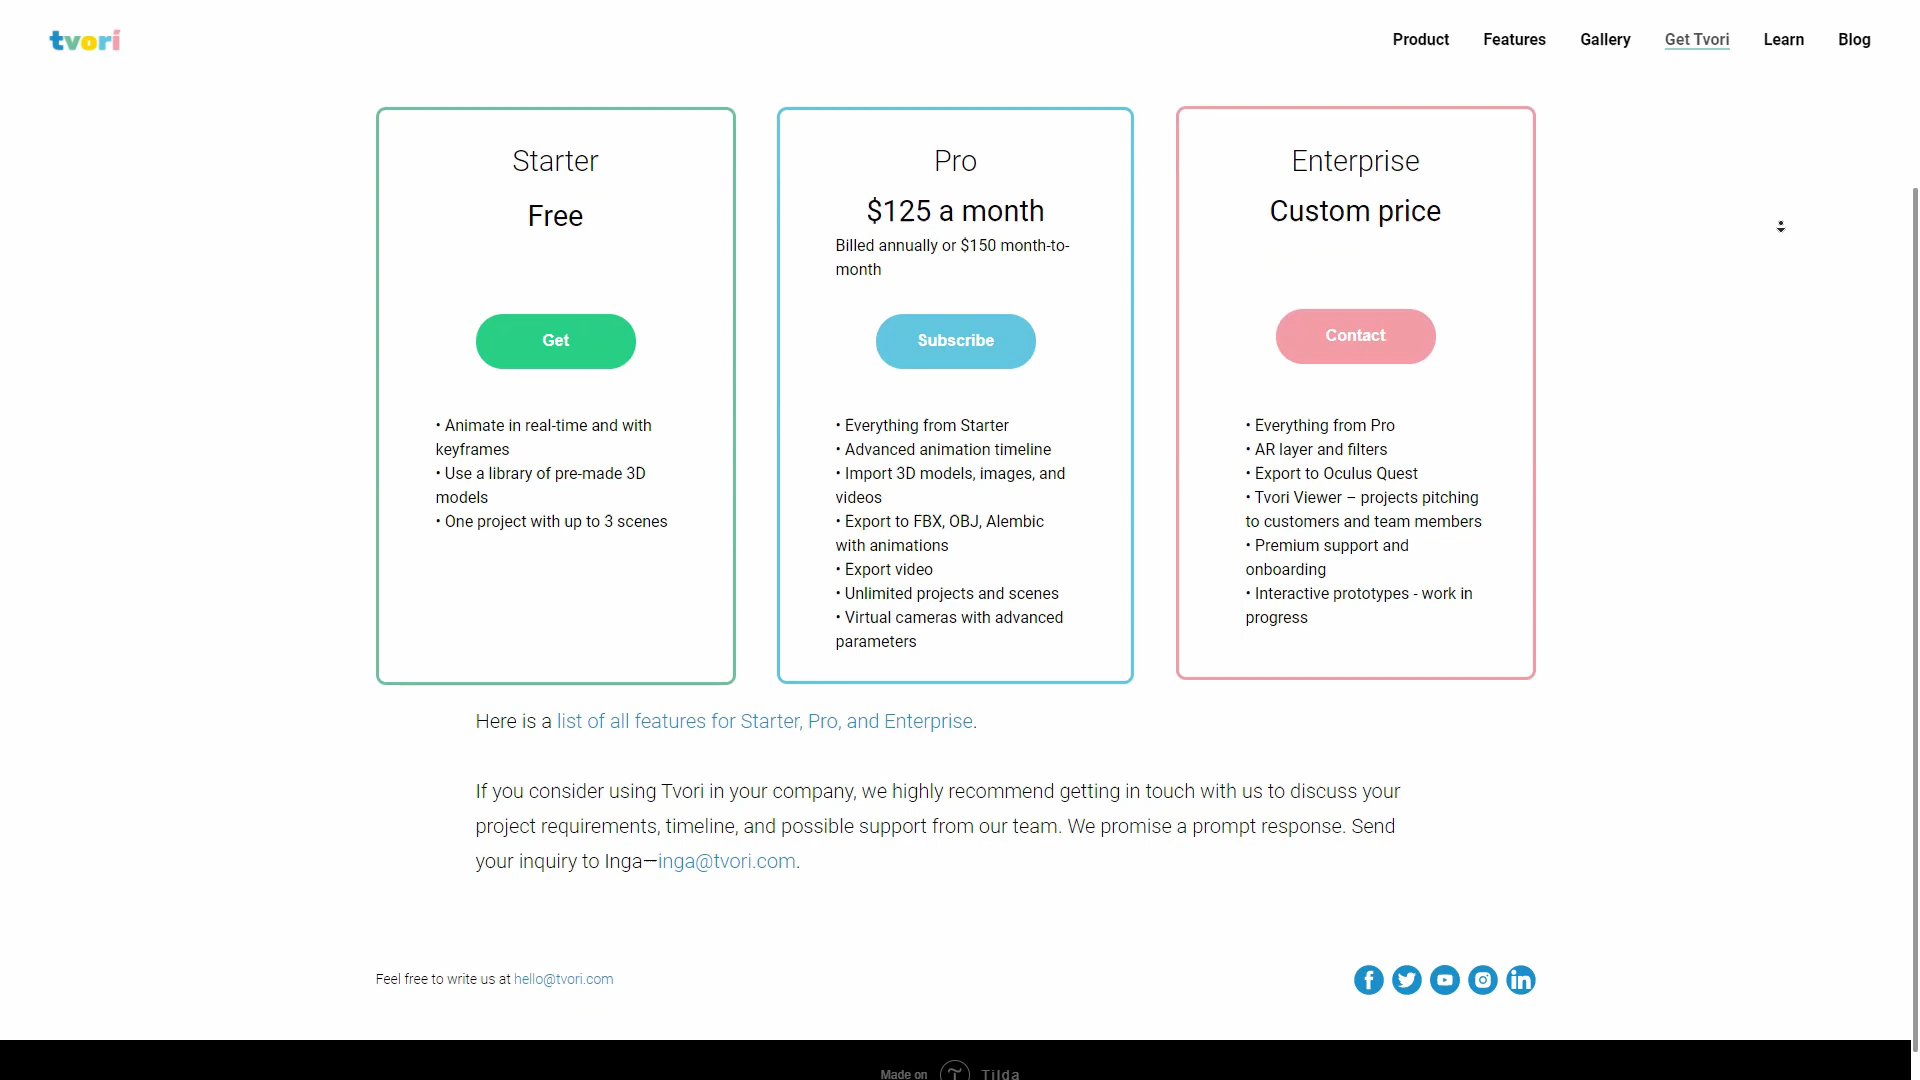 tvori
Product Features Gallery Get Tvori Learn Blog
Starter
Free
Get
• Animate in real-time and with
keyframes
• Use a library of pre-made 3D
models
• One project with up to 3 scenes
Pro
$125 a month
Billed annually or $150 month-to-
month
Subscribe
• Everything from Starter
• Advanced animation timeline
• Import 3D models, images, and
videos
• Export to FBX, OBJ, Alembic
with animations
• Export video
• Unlimited projects and scenes
• Virtual cameras with advanced
parameters
Enterprise
Custom price
Contact
• Everything from Pro
• AR layer and filters
• Export to Oculus Quest
• Tvori Viewer – projects pitching
to customers and team members
• Premium support and
onboarding
• Interactive prototypes - work in
progress
Here is a list of all features for Starter, Pro, and Enterprise.
If you consider using Tvori in your company, we highly recommend getting in touch with us to discuss your
project requirements, timeline, and possible support from our team. We promise a prompt response. Send
your inquiry to Inga—inga@tvori.com.
Feel free to write us at hello@tvori.com
Made on Tilda